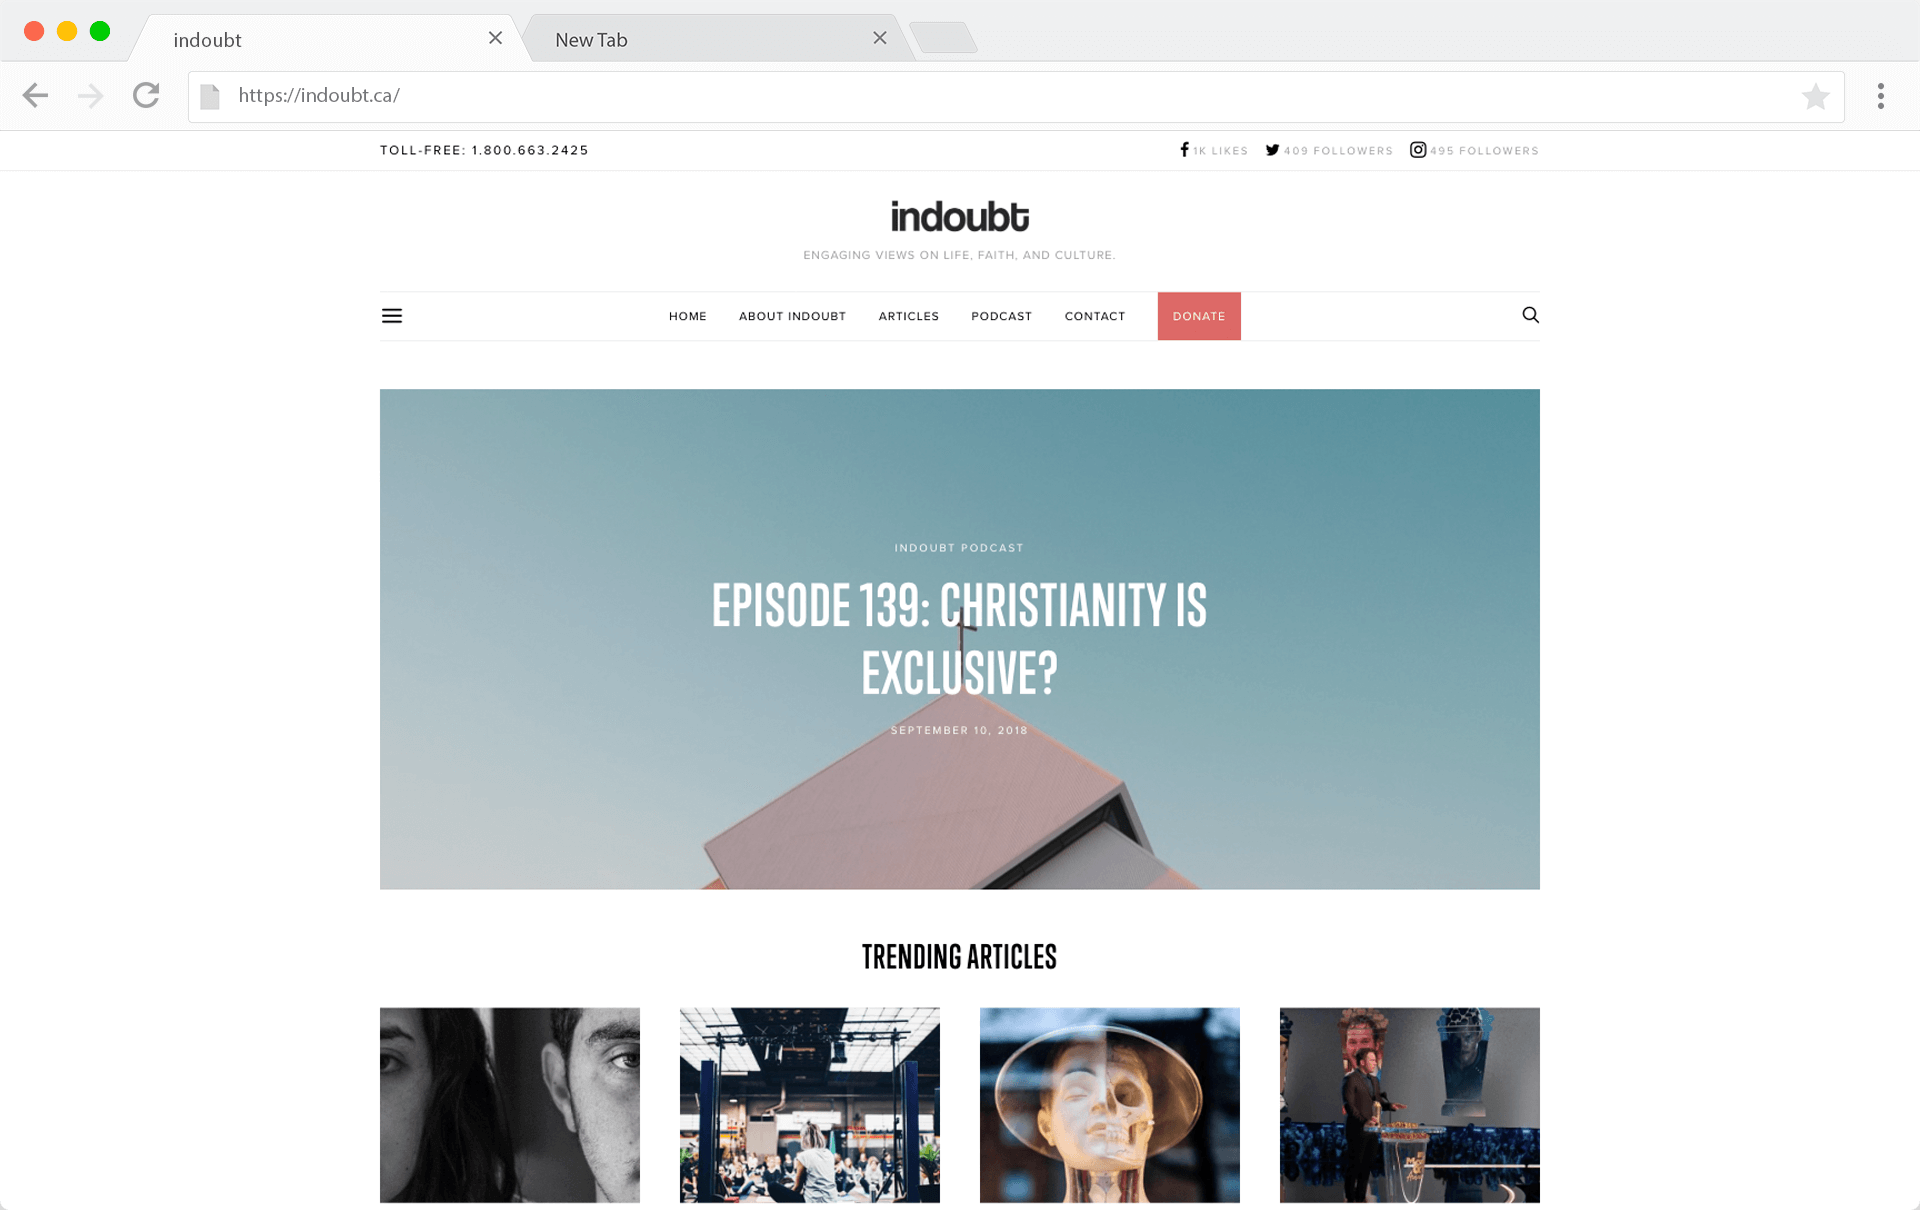 indoubt
New Tab
https://indoubt.ca/
TOLL-FREE: 1.800.663.2425
1K LIKES
409 FOLLOWERS
495 FOLLOWERS
indoubt
ENGAGING VIEWS ON LIFE, FAITH, AND CULTURE.
HOME
ABOUT INDOUBT
ARTICLES
PODCAST
CONTACT
DONATE
INDOUBT PODCAST
EPISODE 139: CHRISTIANITY IS
EXCLUSIVE?
SEPTEMBER 10, 2018
TRENDING ARTICLES